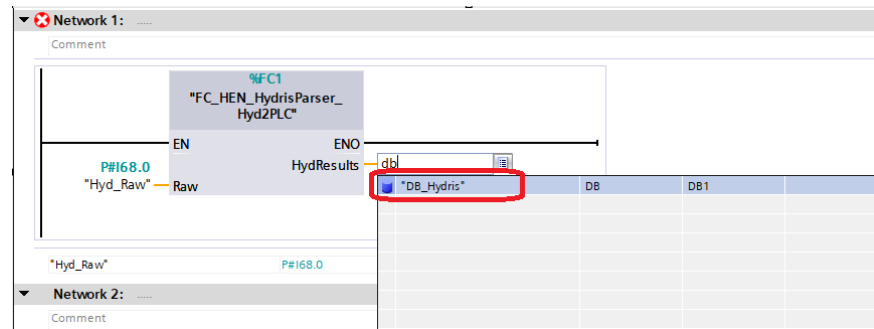 Network 1: .....
Comment
%FC1
"FC_HEN_HydrisParser_
Hyd2PLC"
EN ENO
P#I68.0 HydResults db
"Hyd_Raw" Raw
"DB_Hydris" DB DB1
"Hyd_Raw" P#I68.0
Network 2: .....
Comment